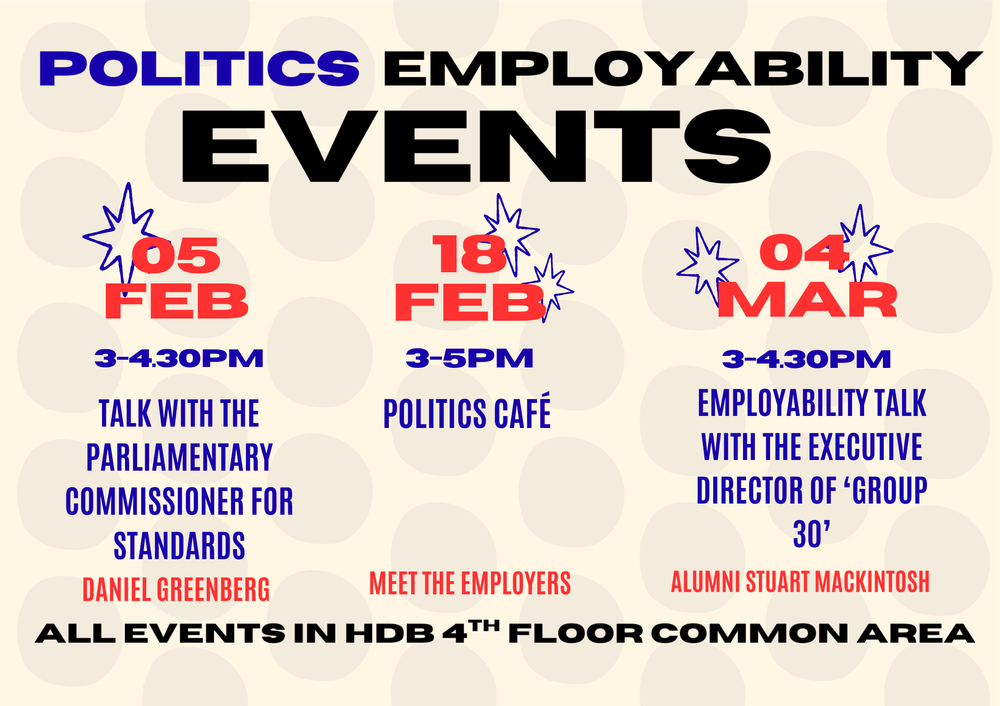 POLITICS EMPLOYABILITY
EVENTS
05
FEB
3-4.30PM
TALK WITH THE
PARLIAMENTARY
COMMISSIONER FOR
STANDARDS
DANIEL GREENBERG
18
FEB
3-5PM
POLITICS CAFÉ
MEET THE EMPLOYERS
04
MAR
3-4.30PM
EMPLOYABILITY TALK
WITH THE EXECUTIVE
DIRECTOR OF ‘GROUP
30’
ALUMNI STUART MACKINTOSH
ALL EVENTS IN HDB 4TH FLOOR COMMON AREA